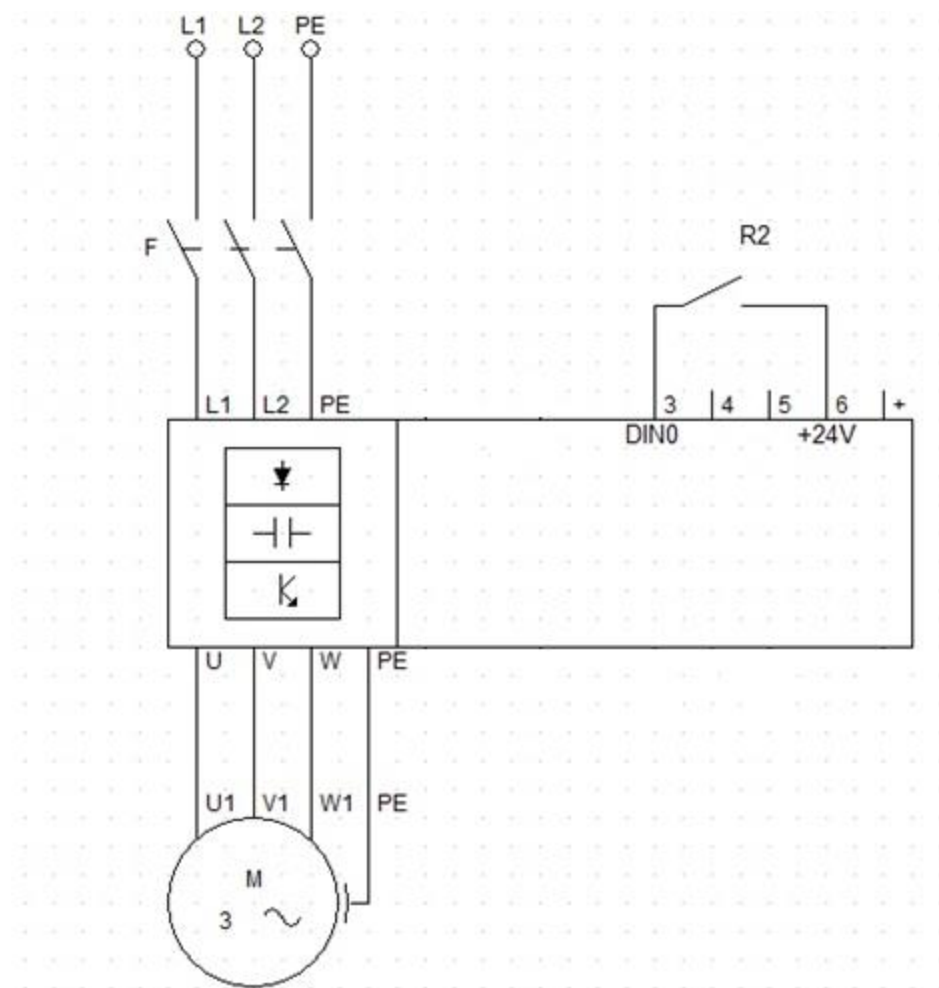 L1 L2 PE
F
R2
L1 L2 PE
3 4 5 6 +
DIN0 +24V
U V W PE
U1 V1 W1 PE
M
3